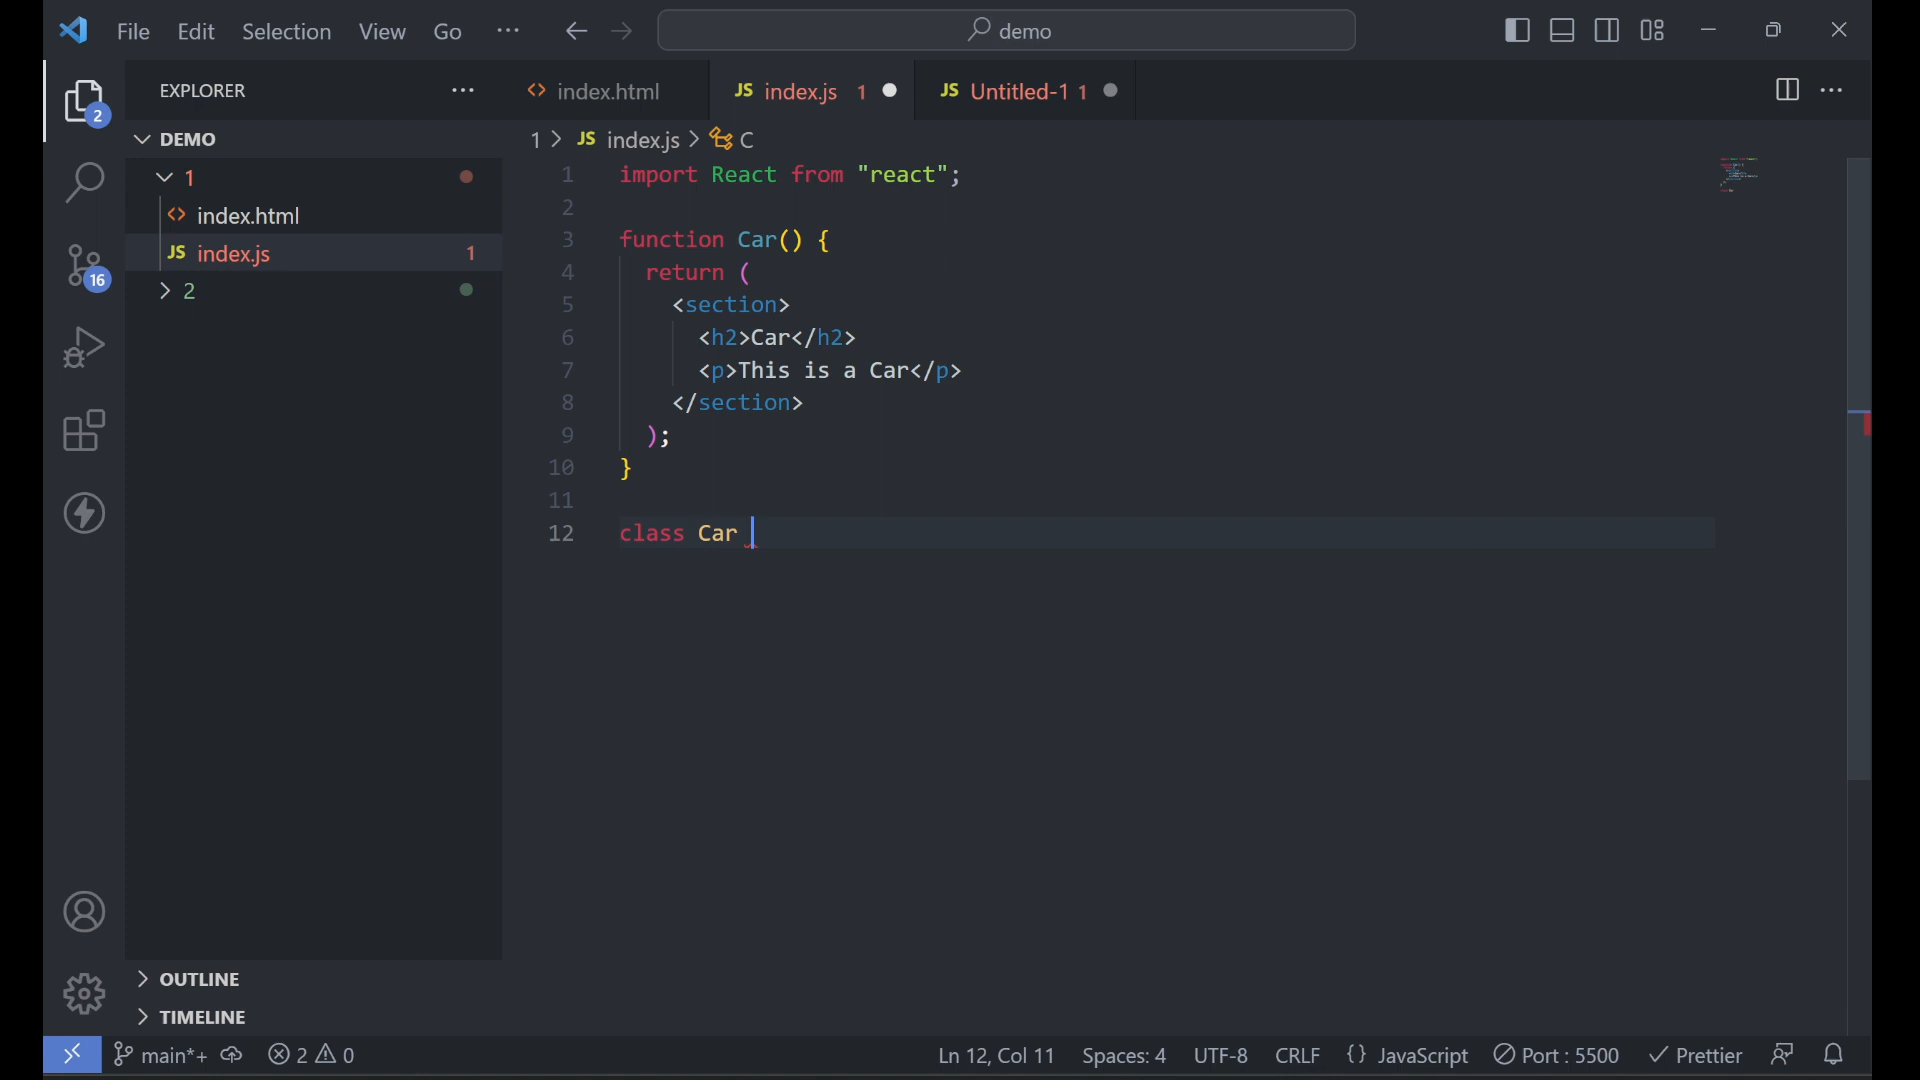 File Edit Selection View Go ··· demo
EXPLORER ···
DEMO
1
index.html
JS index.js 1
2
2
16
OUTLINE
TIMELINE
index.html JS index.js 1 JS Untitled-1 1
1 > JS index.js > C
1 import React from "react";
2
3 function Car() {
4 return (
5 <section>
6 <h2>Car</h2>
7 <p>This is a Car</p>
8 </section>
9 );
10 }
11
12 class Car
main*+ 2 0 Ln 12, Col 11 Spaces: 4 UTF-8 CRLF {} JavaScript Port : 5500 Prettier